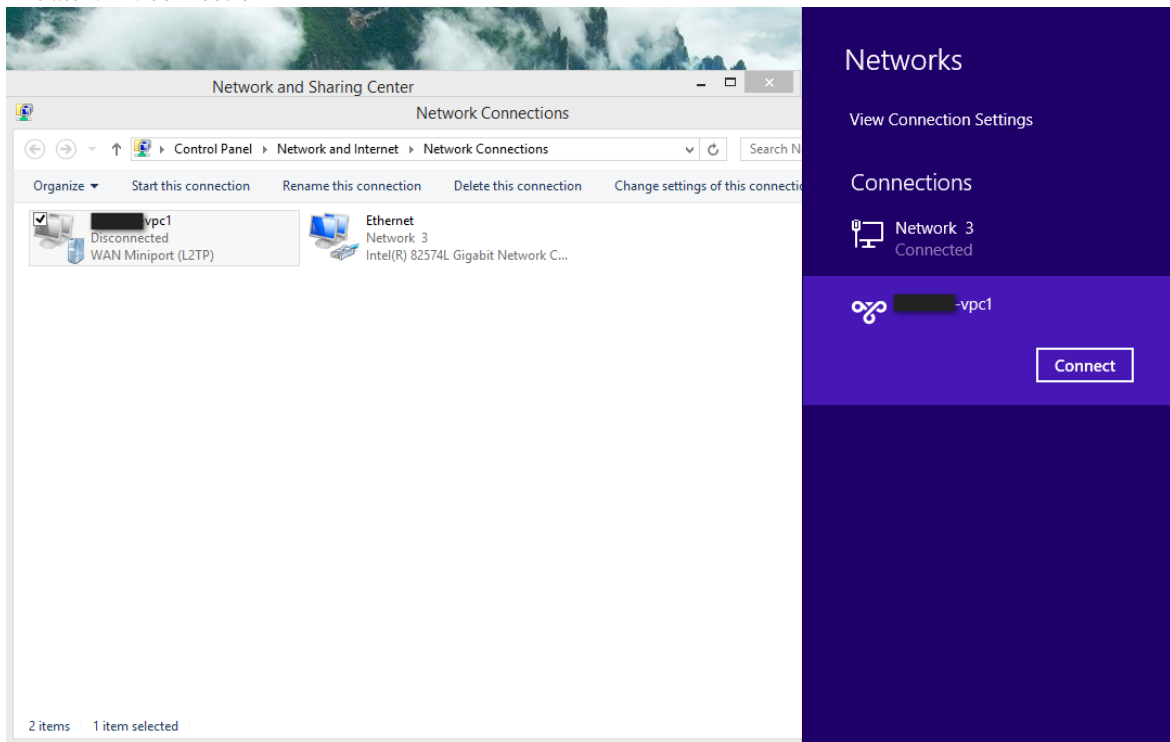 Network and Sharing Center
Network Connections
Control Panel Network and Internet Network Connections
Search N
Organize Start this connection Rename this connection Delete this connection Change settings of this connectio
vpc1
Disconnected
WAN Miniport (L2TP)
Ethernet
Network 3
Intel(R) 82574L Gigabit Network C...
2 items 1 item selected
Networks
View Connection Settings
Connections
Network 3
Connected
-vpc1
Connect